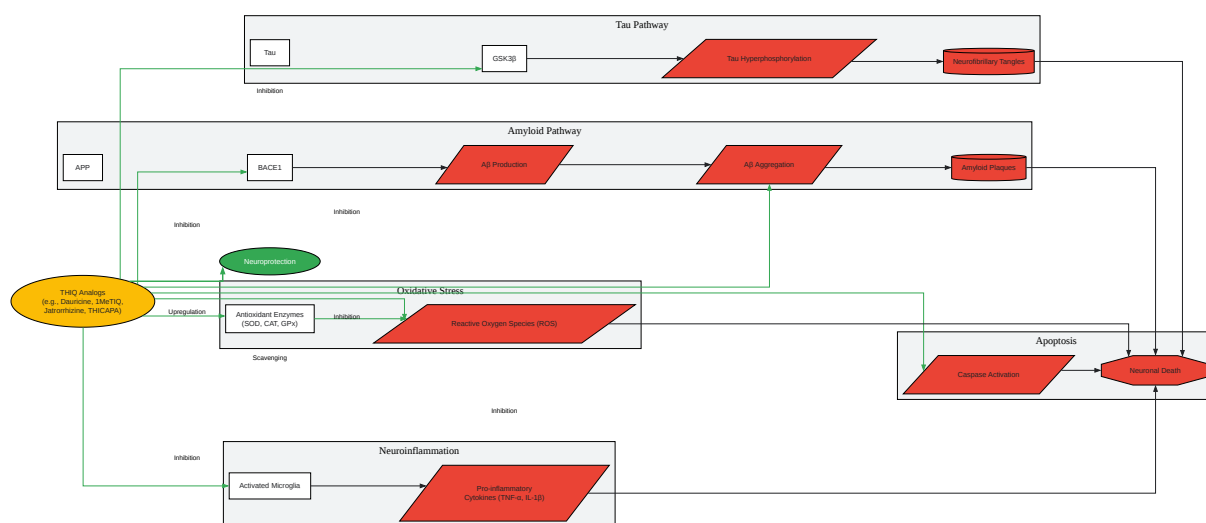 Tau Pathway
Tau
GSK3β
Tau Hyperphosphorylation
Neurofibrillary Tangles
Inhibition
Amyloid Pathway
APP
BACE1
Aβ Production
Aβ Aggregation
Amyloid Plaques
Inhibition
Inhibition
Neuroprotection
THIQ Analogs
(e.g., Dauricine, 1MeTIQ,
Jatrorrhizine, THICAPA)
Upregulation
Oxidative Stress
Antioxidant Enzymes
(SOD, CAT, GPx)
Inhibition
Reactive Oxygen Species (ROS)
Scavenging
Apoptosis
Caspase Activation
Neuronal Death
Inhibition
Inhibition
Neuroinflammation
Activated Microglia
Pro-inflammatory
Cytokines (TNF-α, IL-1β)